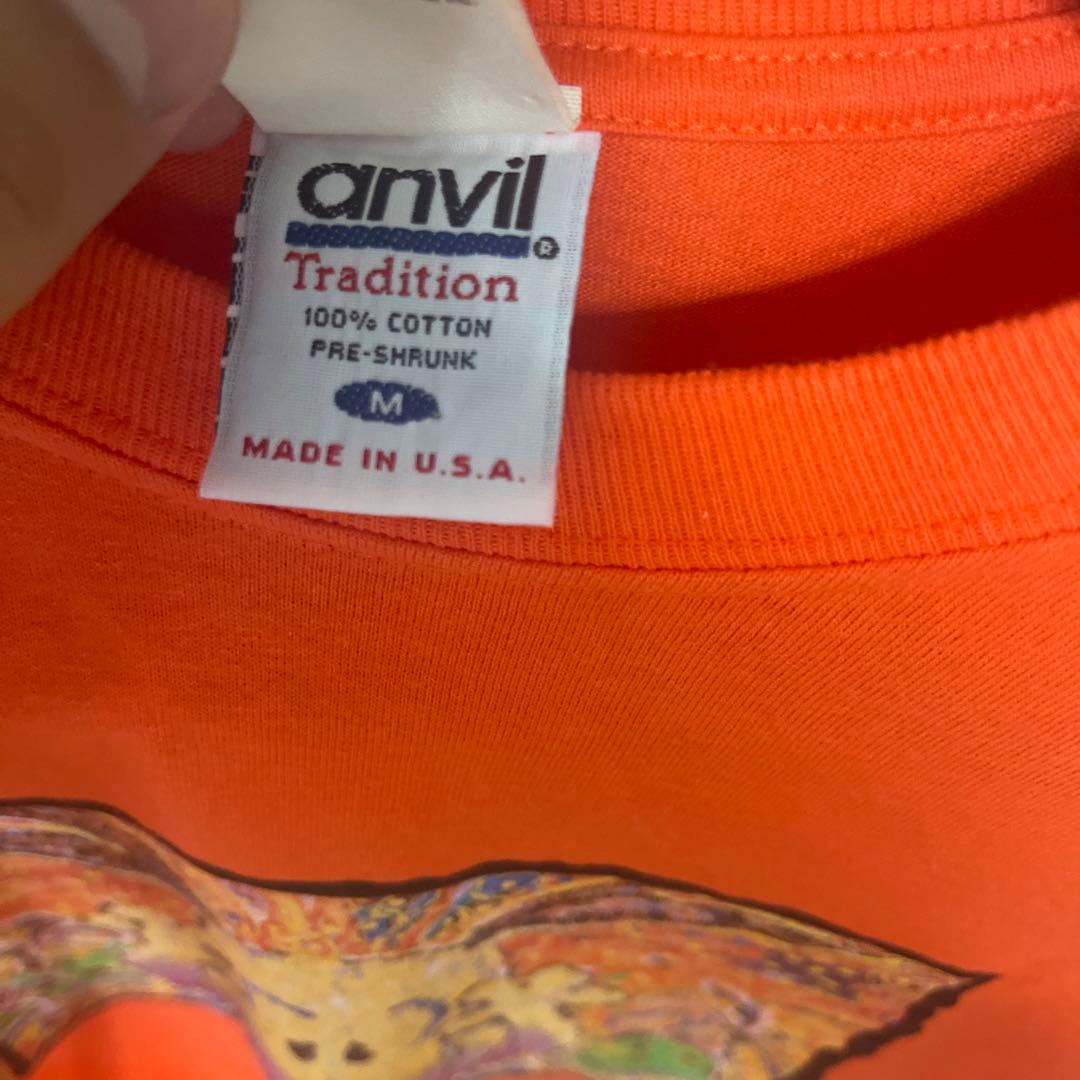 anvil
®
Tradition
100% COTTON
PRE-SHRUNK
M
MADE IN U.S.A.